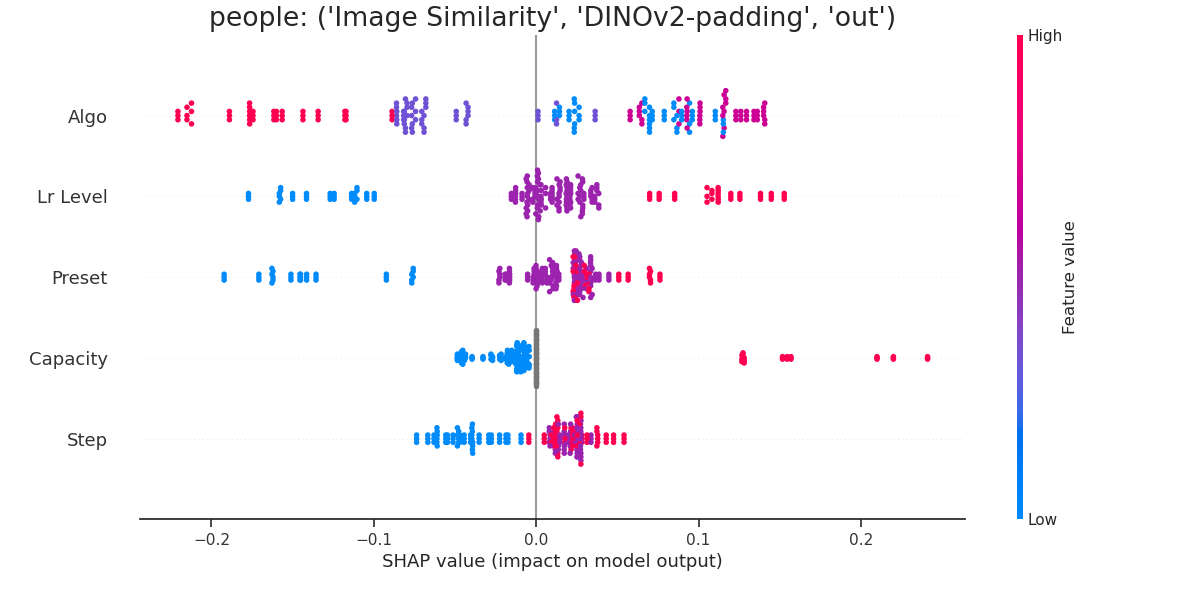 people: ('Image Similarity', 'DINOv2-padding', 'out')
High
Algo
Lr Level
Preset
Capacity
Step
Feature value
Low
−0.2
−0.1
0.0
0.1
0.2
SHAP value (impact on model output)